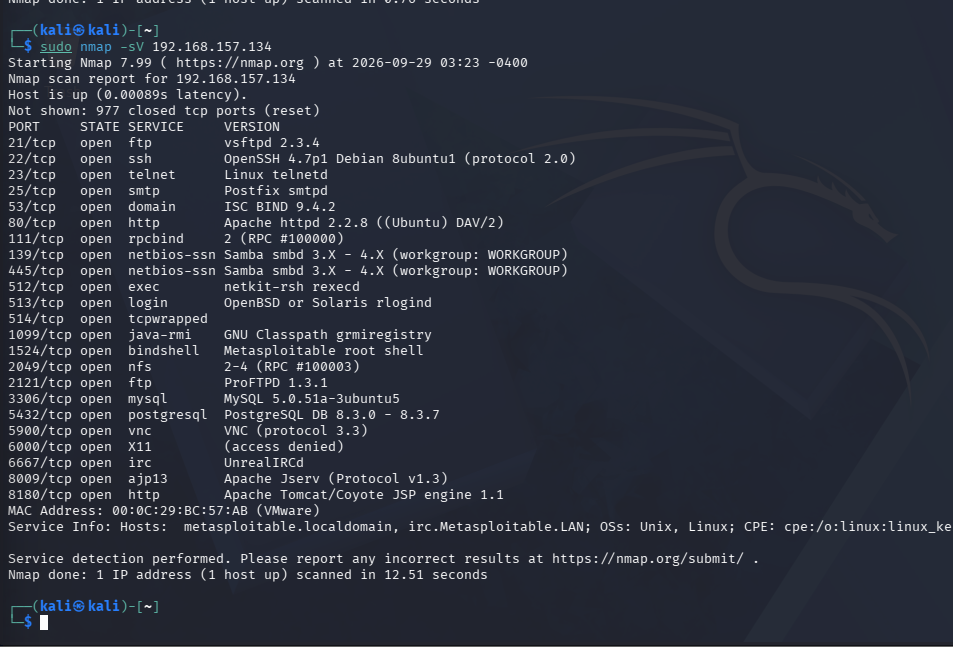 Nmap done: 1 IP address (1 host up) scanned in 0.76 seconds
┌──(kali㉿kali)-[~]
└─$ sudo nmap -sV 192.168.157.134
Starting Nmap 7.99 ( https://nmap.org ) at 2026-09-29 03:23 -0400
Nmap scan report for 192.168.157.134
Host is up (0.00089s latency).
Not shown: 977 closed tcp ports (reset)
PORT     STATE SERVICE     VERSION
21/tcp   open  ftp         vsftpd 2.3.4
22/tcp   open  ssh         OpenSSH 4.7p1 Debian 8ubuntu1 (protocol 2.0)
23/tcp   open  telnet      Linux telnetd
25/tcp   open  smtp        Postfix smtpd
53/tcp   open  domain      ISC BIND 9.4.2
80/tcp   open  http        Apache httpd 2.2.8 ((Ubuntu) DAV/2)
111/tcp  open  rpcbind     2 (RPC #100000)
139/tcp  open  netbios-ssn Samba smbd 3.X - 4.X (workgroup: WORKGROUP)
445/tcp  open  netbios-ssn Samba smbd 3.X - 4.X (workgroup: WORKGROUP)
512/tcp  open  exec        netkit-rsh rexecd
513/tcp  open  login       OpenBSD or Solaris rlogind
514/tcp  open  tcpwrapped
1099/tcp open  java-rmi    GNU Classpath grmiregistry
1524/tcp open  bindshell   Metasploitable root shell
2049/tcp open  nfs         2-4 (RPC #100003)
2121/tcp open  ftp         ProFTPD 1.3.1
3306/tcp open  mysql       MySQL 5.0.51a-3ubuntu5
5432/tcp open  postgresql  PostgreSQL DB 8.3.0 - 8.3.7
5900/tcp open  vnc         VNC (protocol 3.3)
6000/tcp open  X11         (access denied)
6667/tcp open  irc         UnrealIRCd
8009/tcp open  ajp13       Apache Jserv (Protocol v1.3)
8180/tcp open  http        Apache Tomcat/Coyote JSP engine 1.1
MAC Address: 00:0C:29:BC:57:AB (VMware)
Service Info: Hosts:  metasploitable.localdomain, irc.Metasploitable.LAN; OSs: Unix, Linux; CPE: cpe:/o:linux:linux_ke
Service detection performed. Please report any incorrect results at https://nmap.org/submit/ .
Nmap done: 1 IP address (1 host up) scanned in 12.51 seconds
┌──(kali㉿kali)-[~]
└─$